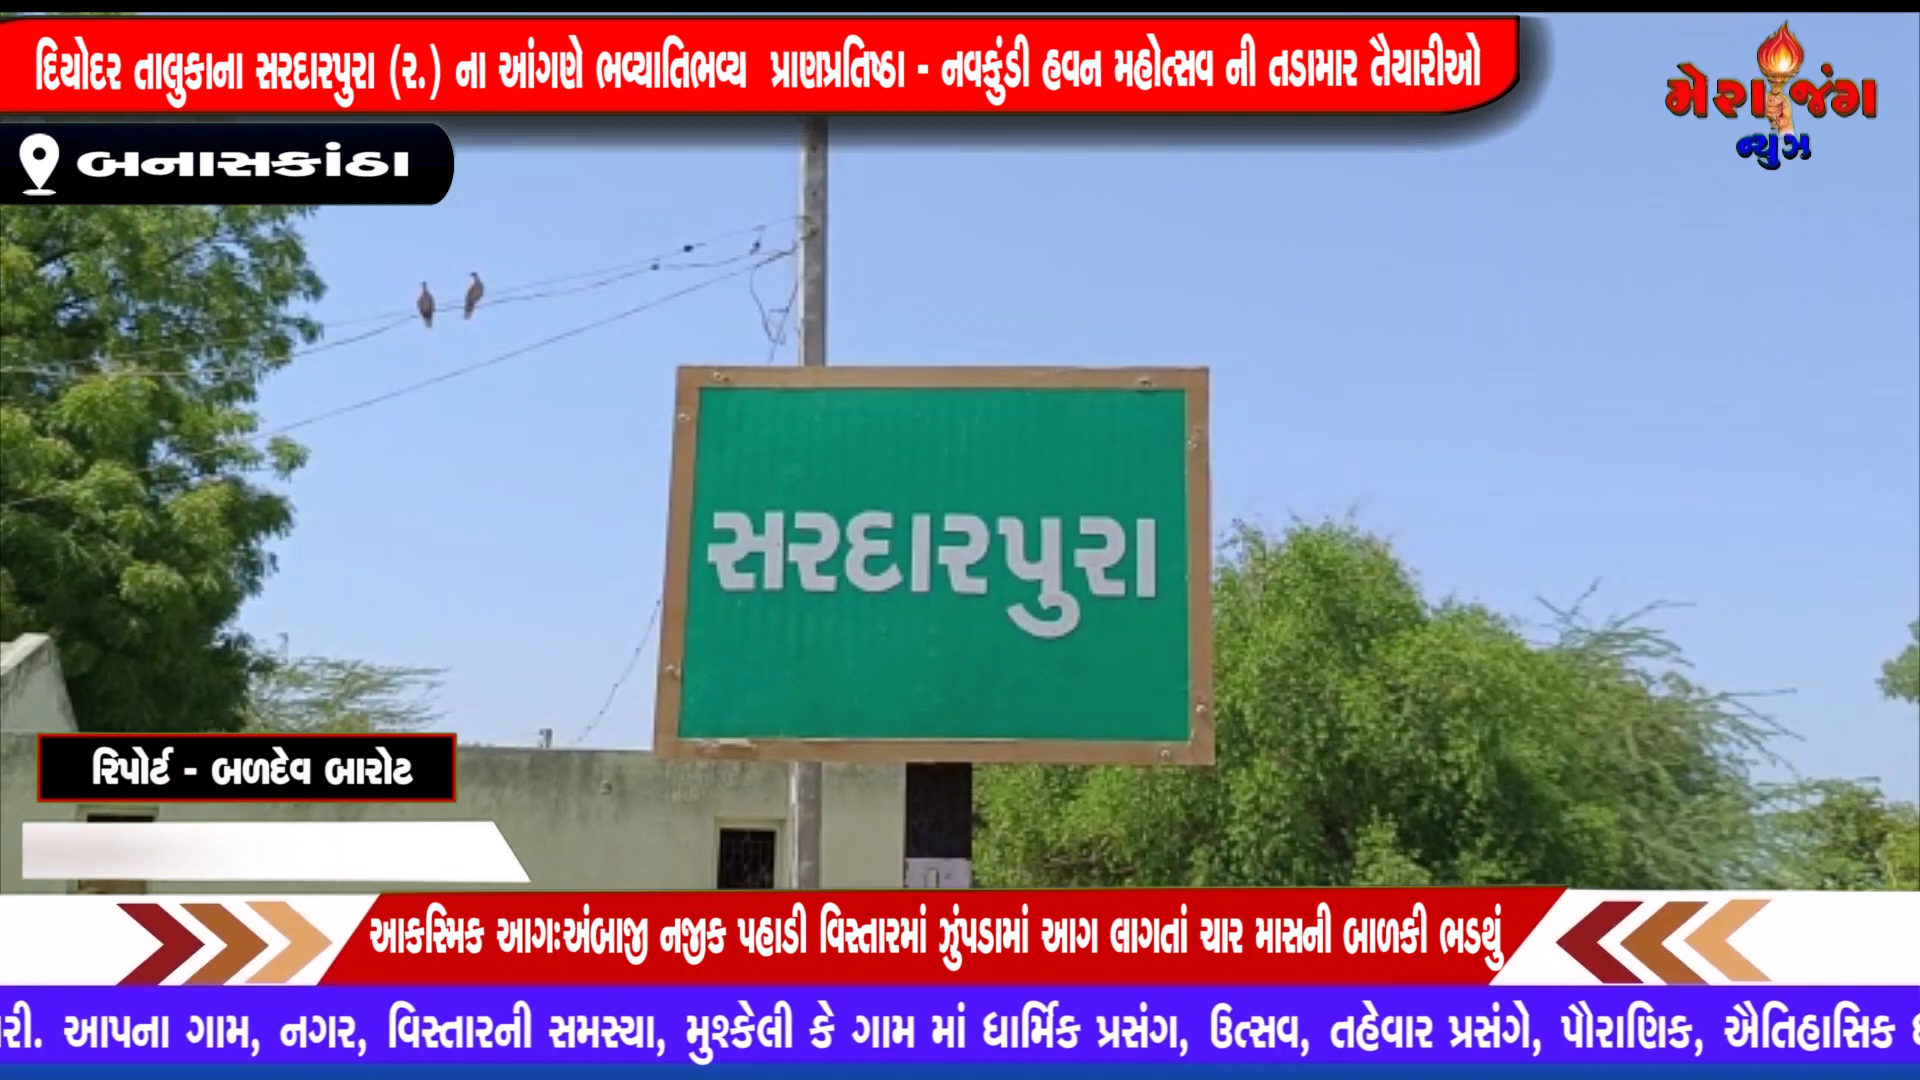 દિયોદર તાલુકાના સરદારપુરા (ર.) ના આંગણે ભવ્યાતિભવ્ય પ્રાણપ્રતિષ્ઠા - નવકુંડી હવન મહોત્સવ ની તડામાર તૈયારીઓ
મેરા જંગ
ન્યુઝ
બનાસકાંઠા
સરદારપુરા
રિપોર્ટ - બળદેવ બારોટ
આકસ્મિક આગઃઅંબાજી નજીક પહાડી વિસ્તારમાં ઝુંપડામાં આગ લાગતાં ચાર માસની બાળકી ભડથું
આપના ગામ, નગર, વિસ્તારની સમસ્યા, મુશ્કેલી કે ગામ માં ધાર્મિક પ્રસંગ, ઉત્સવ, તહેવાર પ્રસંગે, પૌરાણિક, ઐતિહાસિક